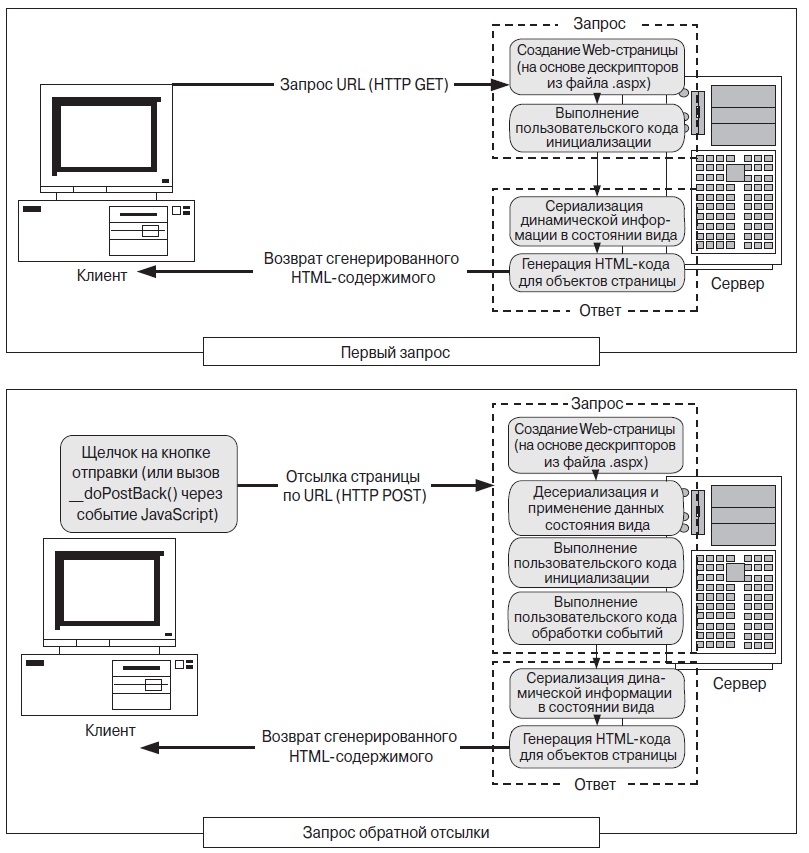 Запрос
Создание Web-страницы
(на основе дескрипторов
из файла .aspx)
Запрос URL (HTTP GET)
Выполнение
пользовательского кода
инициализации
Сериализация
динамической инфор-
мации в состоянии вида
Возврат сгенерированного
HTML-содержимого
Генерация HTML-кода
для объектов страницы
Клиент
Сервер
Ответ
Первый запрос
Запрос
Создание Web-страницы
(на основе дескрипторов
из файла .aspx)
Щелчок на кнопке
отправки (или вызов
__doPostBack() через
событие JavaScript)
Отсылка страницы
по URL (HTTP POST)
Десериализация и
применение данных
состояния вида
Выполнение
пользовательского кода
инициализации
Выполнение
пользовательского кода
обработки событий
Сериализация дина-
мической информации
в состоянии вида
Сервер
Клиент
Возврат сгенерированного
HTML-содержимого
Генерация HTML-кода
для объектов страницы
Ответ
Запрос обратной отсылки